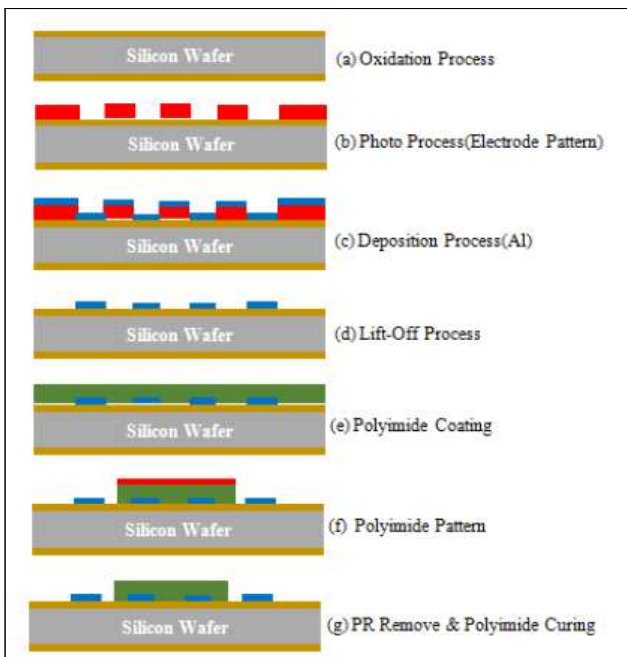 Silicon Wafer
(a) Oxidation Process
Silicon Wafer
(b) Photo Process(Electrode Pattern)
Silicon Wafer
(c) Deposition Process(Al)
Silicon Wafer
(d) Lift-Off Process
Silicon Wafer
(e) Polyimide Coating
Silicon Wafer
(f) Polyimide Pattern
Silicon Wafer
(g) PR Remove & Polyimide Curing